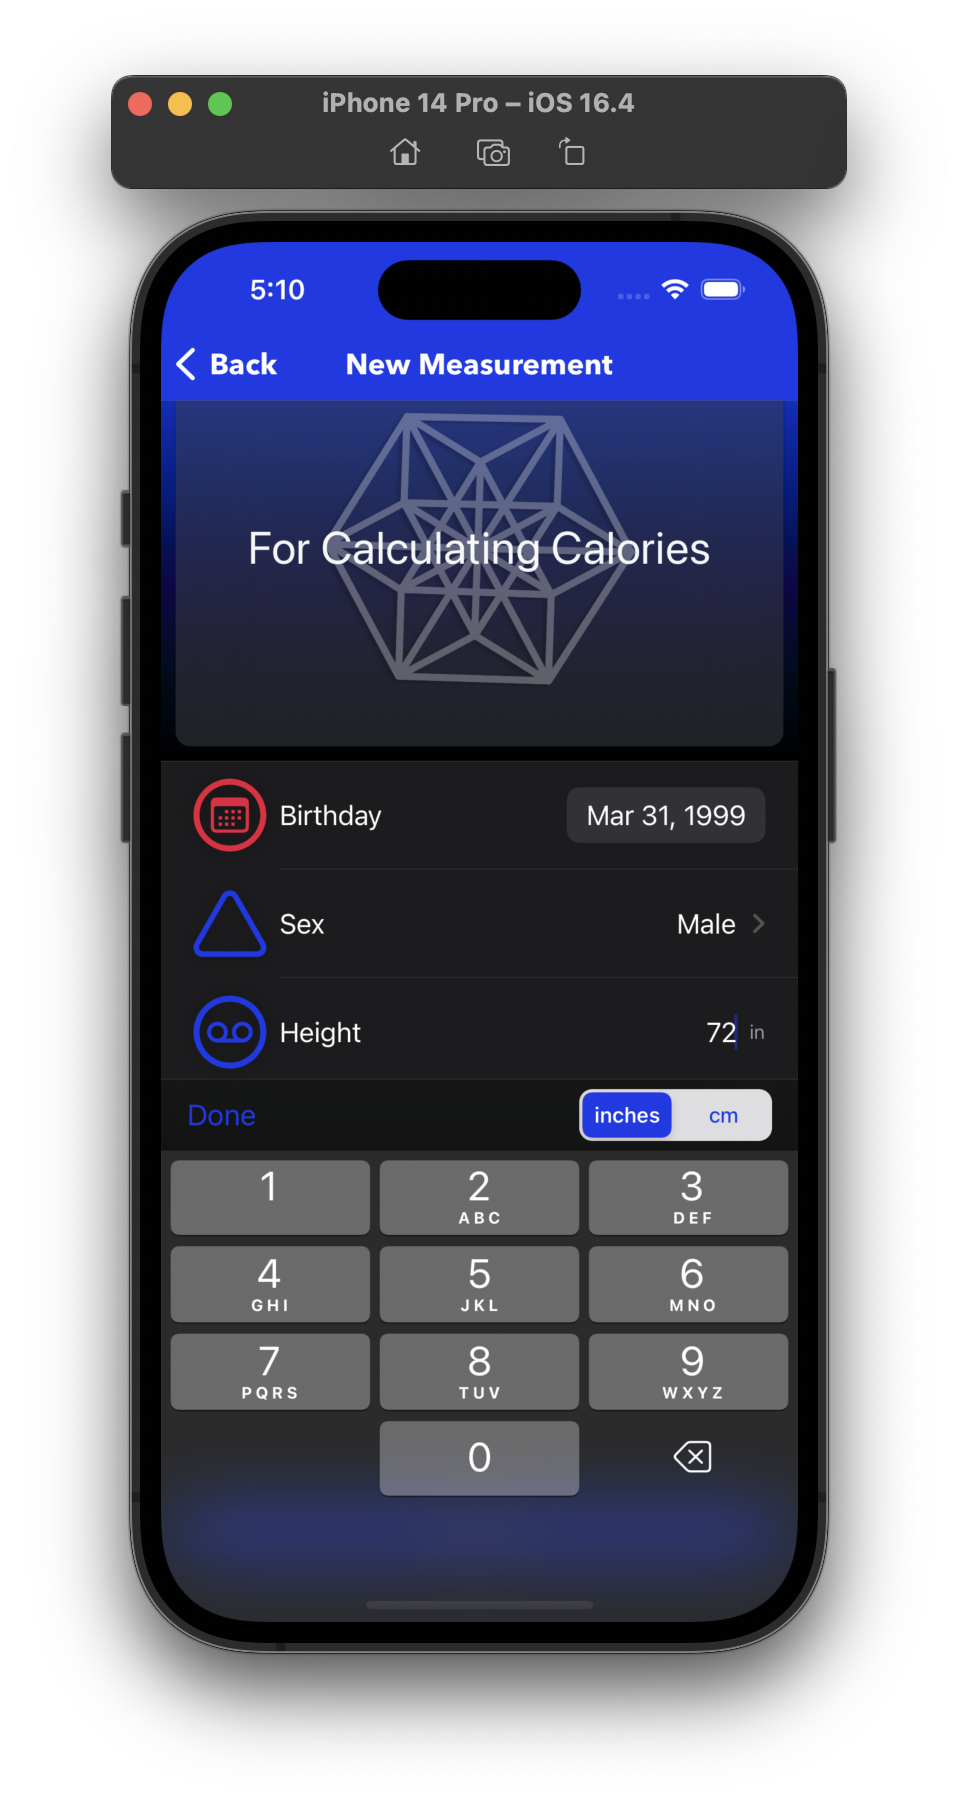 iPhone 14 Pro – iOS 16.4
5:10
Back New Measurement
For Calculating Calories
Birthday Mar 31, 1999
Sex Male
Height 72 in
Done inches cm
1 2 3
ABC DEF
4 5 6
GHI JKL MNO
7 8 9
PQRS TUV WXYZ
0